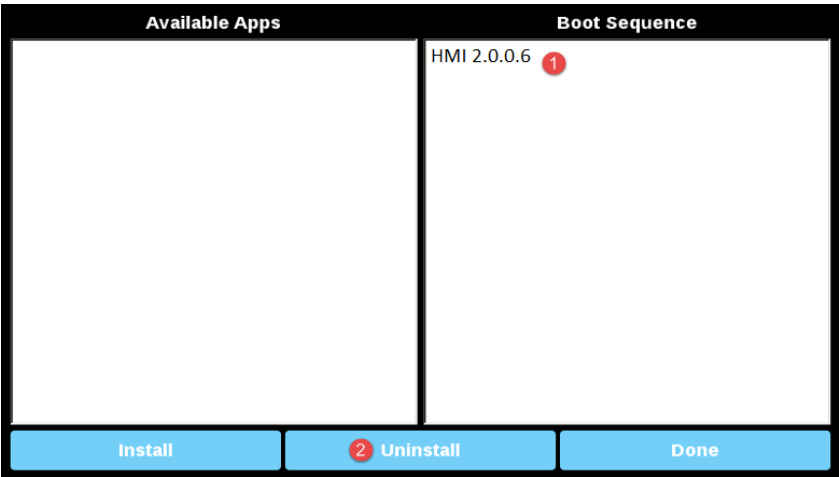 Available Apps
Boot Sequence
HMI 2.0.0.6 1
Install
2 Uninstall
Done